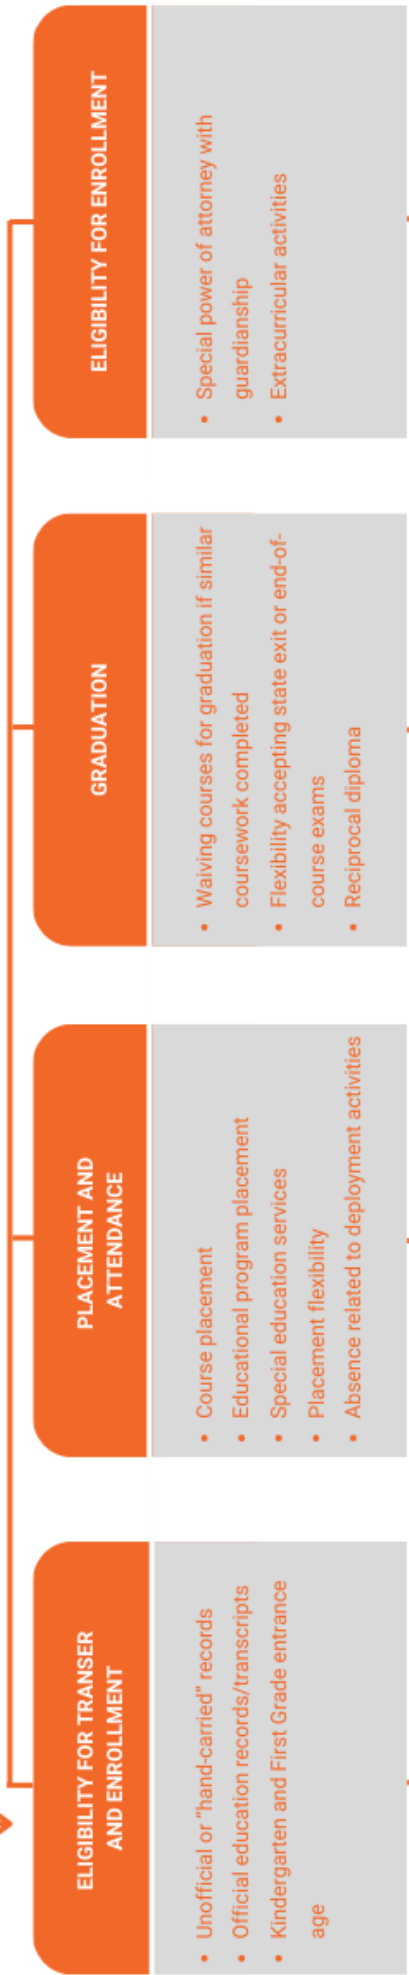 ELIGIBILITY FOR TRANSER
AND ENROLLMENT
• Unofficial or "hand-carried" records
• Official education records/transcripts
• Kindergarten and First Grade entrance
age
PLACEMENT AND
ATTENDANCE
• Course placement
• Educational program placement
• Special education services
• Placement flexibility
• Absence related to deployment activities
GRADUATION
• Waiving courses for graduation if similar
coursework completed
• Flexibility accepting state exit or end-of-
course exams
• Reciprocal diploma
ELIGIBILITY FOR ENROLLMENT
• Special power of attorney with
guardianship
• Extracurricular activities